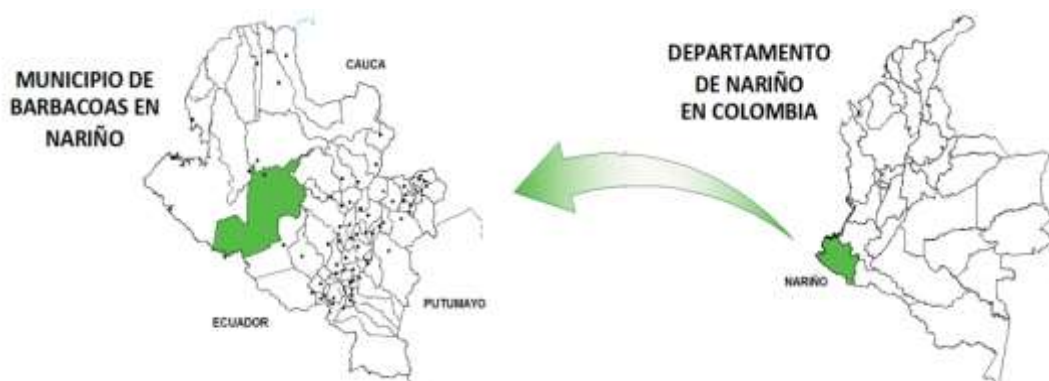 MUNICIPIO DE
BARBACOAS EN
NARIÑO
CAUCA
ECUADOR
PUTUMAYO
DEPARTAMENTO
DE NARIÑO
EN COLOMBIA
NARIÑO